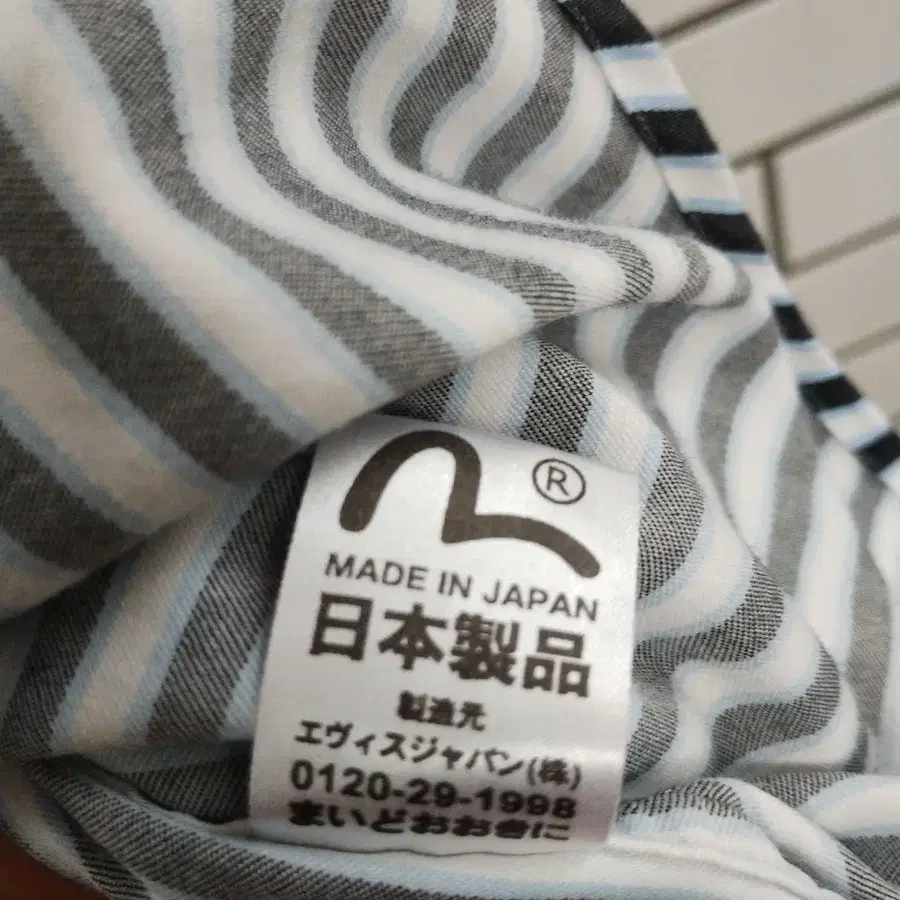 ®
MADE IN JAPAN
日本製品
製造元
エヴィスジャパン(株)
0120-29-1998
まいどおおきに